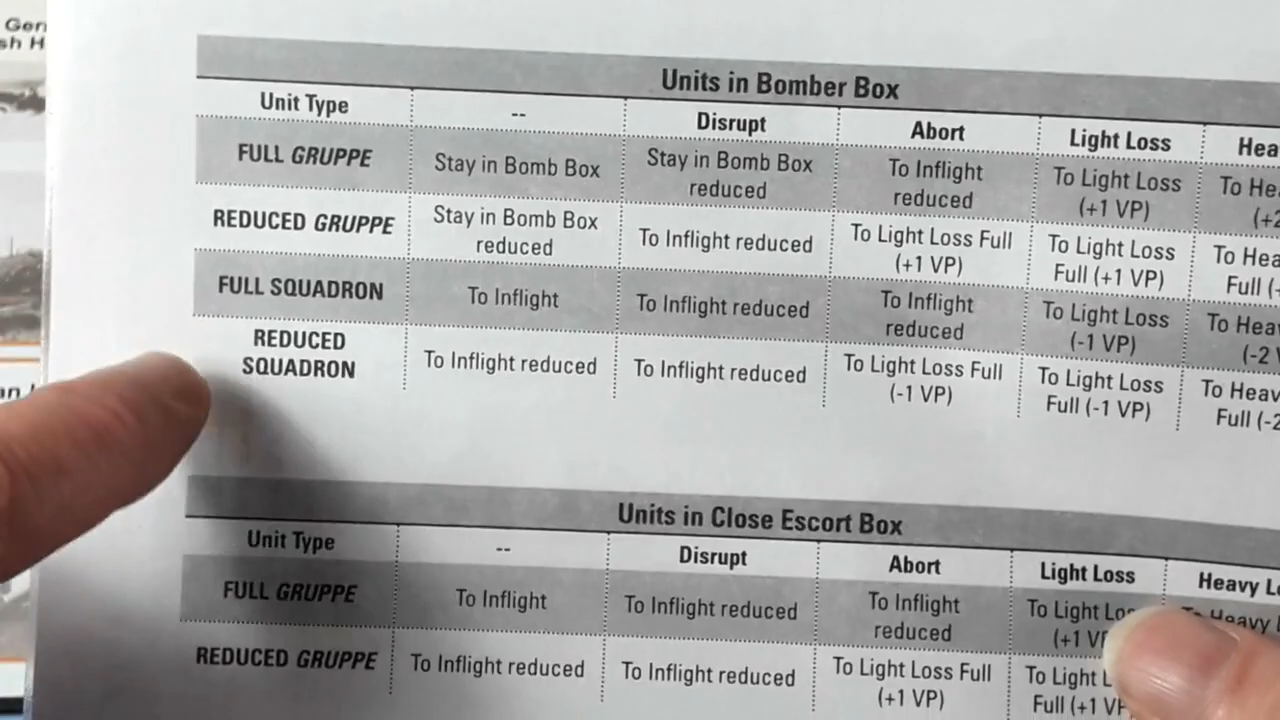 Ger
sh H
Units in Bomber Box
Unit Type -- Disrupt Abort Light Loss Hea
FULL GRUPPE Stay in Bomb Box Stay in Bomb Box reduced To Inflight reduced To Light Loss (+1 VP) To He (+2
REDUCED GRUPPE Stay in Bomb Box reduced To Inflight reduced To Light Loss Full (+1 VP) To Light Loss Full (+1 VP) To Hea Full (-
FULL SQUADRON To Inflight To Inflight reduced To Inflight reduced To Light Loss (-1 VP) To Hea (-2 V
REDUCED SQUADRON To Inflight reduced To Inflight reduced To Light Loss Full (-1 VP) To Light Loss Full (-1 VP) To Heav Full (-2
Units in Close Escort Box
Unit Type -- Disrupt Abort Light Loss Heavy Lo
FULL GRUPPE To Inflight To Inflight reduced To Inflight reduced To Light Los (+1 VP Heavy
REDUCED GRUPPE To Inflight reduced To Inflight reduced To Light Loss Full (+1 VP) To Light L Full (+1 VP